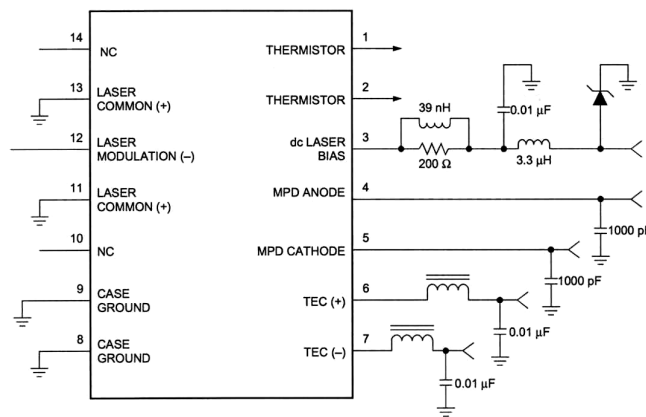 14
NC
13
LASER
COMMON (+)
12
LASER
MODULATION (–)
11
LASER
COMMON (+)
10
NC
9
CASE
GROUND
8
CASE
GROUND
THERMISTOR
1
THERMISTOR
2
dc LASER
BIAS
3
39 nH
200 Ω
0.01 µF
3.3 µH
MPD ANODE
4
1000 pF
MPD CATHODE
5
1000 pF
TEC (+)
6
0.01 µF
TEC (–)
7
0.01 µF